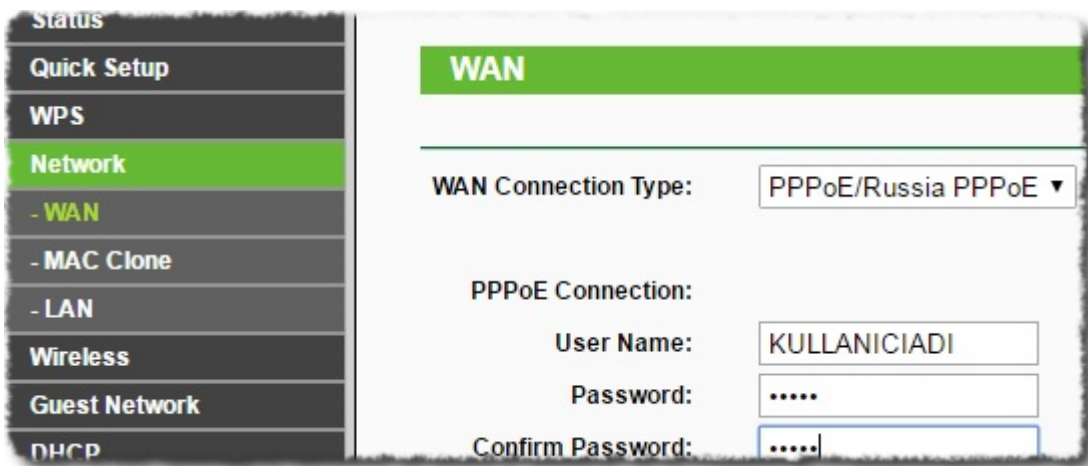 Status
Quick Setup
WPS
Network
- WAN
- MAC Clone
- LAN
Wireless
Guest Network
DHCP
WAN
WAN Connection Type: PPPoE/Russia PPPoE
PPPoE Connection:
User Name: KULLANICIADI
Password: •••••
Confirm Password: •••••